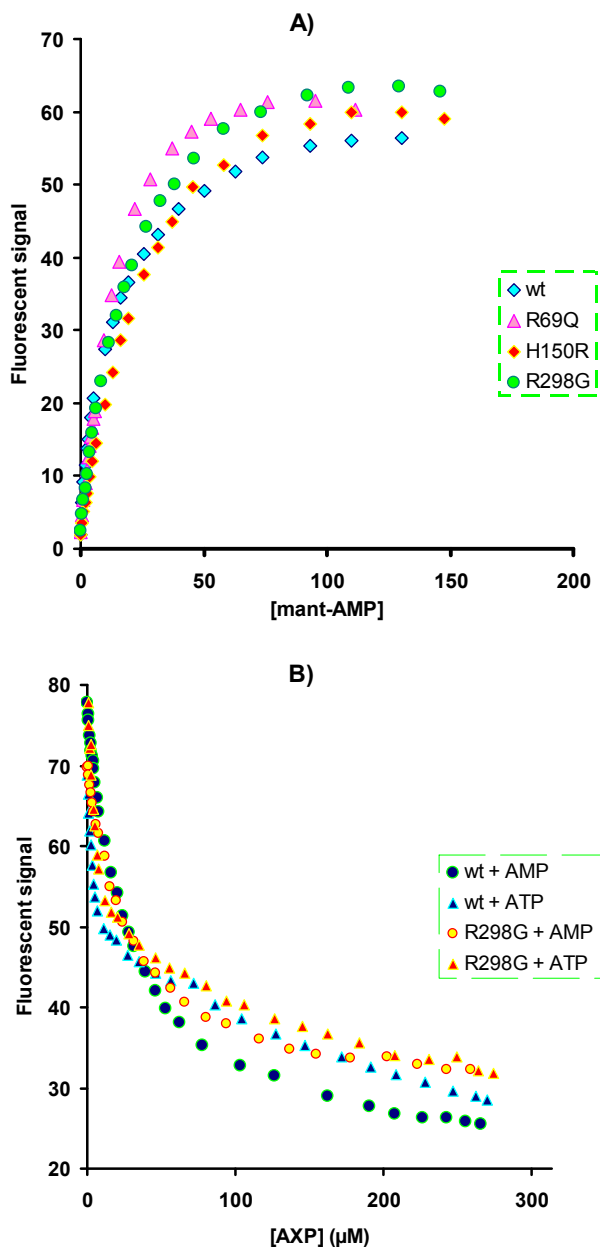 A)
70
60
50
40
30
20
10
0
Fluorescent signal
wt
R69Q
H150R
R298G
0 50 100 150 200
[mant-AMP]
B)
80
70
60
50
40
30
20
Fluorescent signal
wt + AMP
wt + ATP
R298G + AMP
R298G + ATP
0 100 200 300
[AXP] (µM)